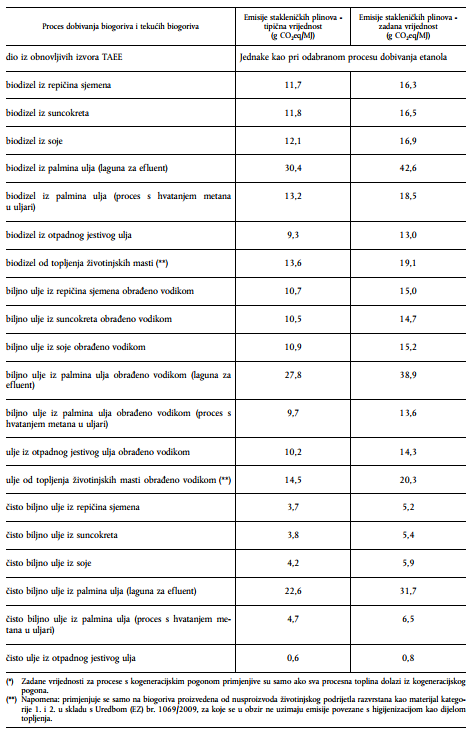 Proces dobivanja biogoriva i tekućih biogoriva
Emisije stakleničkih plinova -
tipična vrijednost
(g CO2eq/MJ)
Emisije stakleničkih plinova -
zadana vrijednost
(g CO2eq/MJ)
dio iz obnovljivih izvora TAEE Jednake kao pri odabranom procesu dobivanja etanola
biodizel iz repičina sjemena 11,7 16,3
biodizel iz suncokreta 11,8 16,5
biodizel iz soje 12,1 16,9
biodizel iz palmina ulja (laguna za efluent) 30,4 42,6
biodizel iz palmina ulja (proces s hvatanjem metana
u uljari) 13,2 18,5
biodizel iz otpadnog jestivog ulja 9,3 13,0
biodizel od topljenja životinjskih masti (**) 13,6 19,1
biljno ulje iz repičina sjemena obrađeno vodikom 10,7 15,0
biljno ulje iz suncokreta obrađeno vodikom 10,5 14,7
biljno ulje iz soje obrađeno vodikom 10,9 15,2
biljno ulje iz palmina ulja obrađeno vodikom (laguna za
efluent) 27,8 38,9
biljno ulje iz palmina ulja obrađeno vodikom (proces s
hvatanjem metana u uljari) 9,7 13,6
ulje iz otpadnog jestivog ulja obrađeno vodikom 10,2 14,3
ulje od topljenja životinjskih masti obrađeno vodikom (**) 14,5 20,3
čisto biljno ulje iz repičina sjemena 3,7 5,2
čisto biljno ulje iz suncokreta 3,8 5,4
čisto biljno ulje iz soje 4,2 5,9
čisto biljno ulje iz palmina ulja (laguna za efluent) 22,6 31,7
čisto biljno ulje iz palmina ulja (proces s hvatanjem me-
tana u uljari) 4,7 6,5
čisto ulje iz otpadnog jestivog ulja 0,6 0,8
(*) Zadane vrijednosti za procese s kogeneracijskim pogonom primjenjive su samo ako sva procesna toplina dolazi iz kogeneracijskog
pogona.
(**) Napomena: primjenjuje se samo na biogoriva proizvedena od nusproizvoda životinjskog podrijetla razvrstana kao materijal katego-
rije 1. i 2. u skladu s Uredbom (EZ) br. 1069/2009, za koje se u obzir ne uzimaju emisije povezane s higijenizacijom kao dijelom
topljenja.